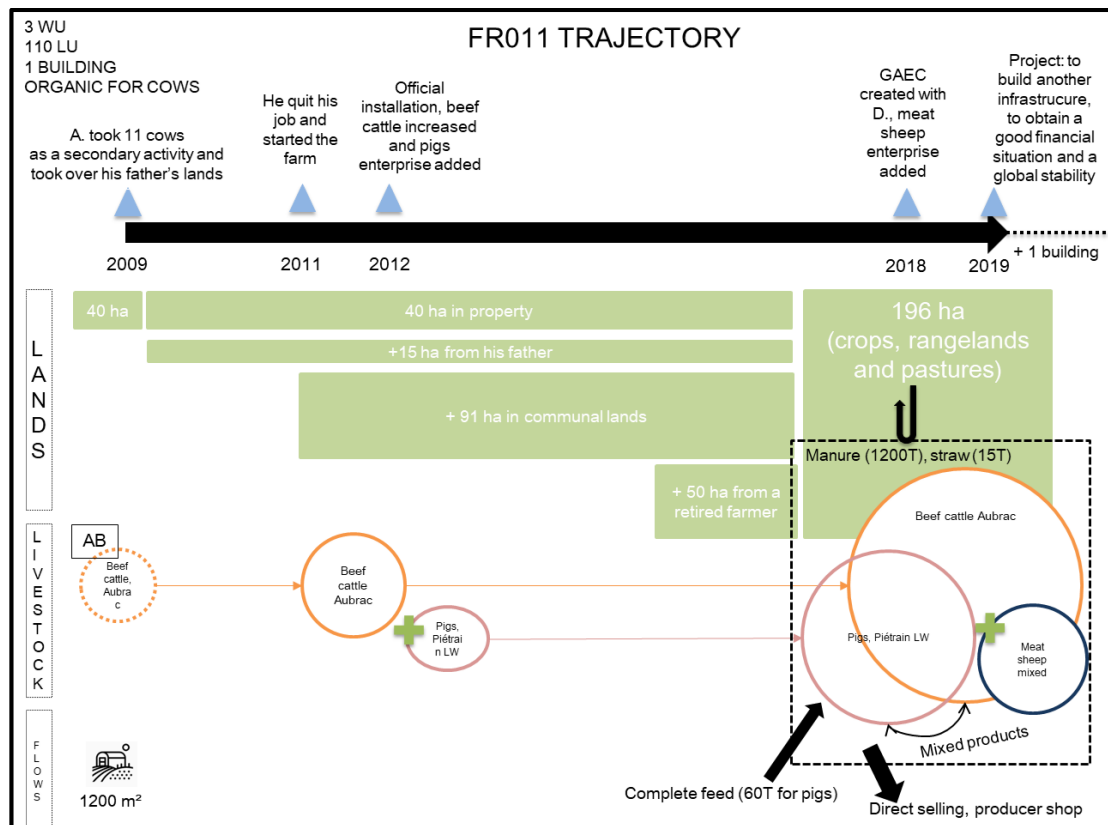 3 WU
110 LU
1 BUILDING
ORGANIC FOR COWS
FR011 TRAJECTORY
A. took 11 cows
as a secondary activity and
took over his father's lands
He quit his
job and
started the
farm
Official
installation, beef
cattle increased
and pigs
enterprise added
GAEC
created with
D., meat
sheep
enterprise
added
Project: to
build another
infrastrucure,
to obtain a
good financial
situation and a
global stability
2009
2011
2012
2018
2019
+ 1 building
LANDS
40 ha
40 ha in property
+15 ha from his father
+ 91 ha in communal lands
+ 50 ha from a
retired farmer
196 ha
(crops, rangelands
and pastures)
Manure (1200T), straw (15T)
LIVESTOCK
AB
Beef
cattle,
Aubra
c
Beef
cattle
Aubrac
Pigs,
Piétrai
n LW
Beef cattle Aubrac
Pigs, Piétrain LW
Meat
sheep
mixed
Mixed products
FLOWS
1200 m²
Complete feed (60T for pigs)
Direct selling, producer shop